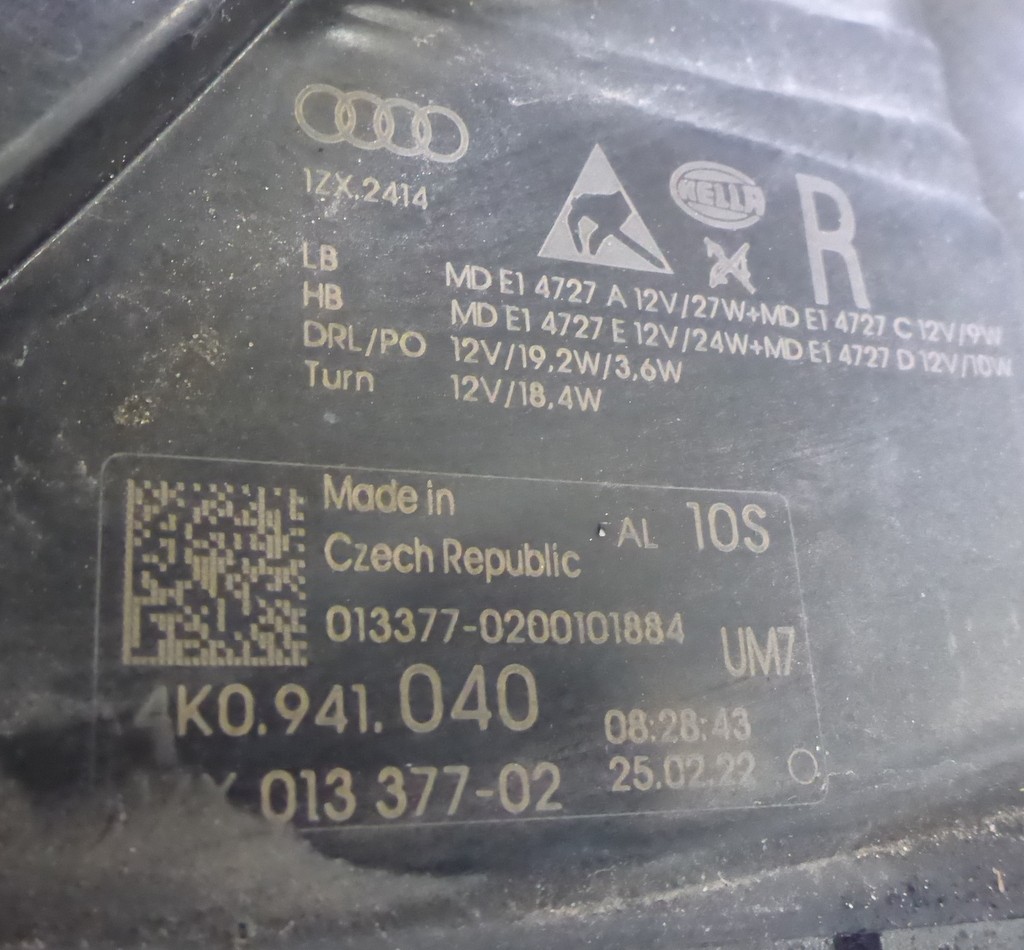 1ZX.2414
HELLA
R
LB MD E1 4727 A 12V/27W+MD E1 4727 C 12V/9W
HB MD E1 4727 E 12V/24W+MD E1 4727 D 12V/10W
DRL/PO 12V/19,2W/3,6W
Turn 12V/18,4W
Made in
Czech Republic
AL 10S
013377-0200101884
UM7
4K0.941.040
08:28:43
013 377-02
25.02.22